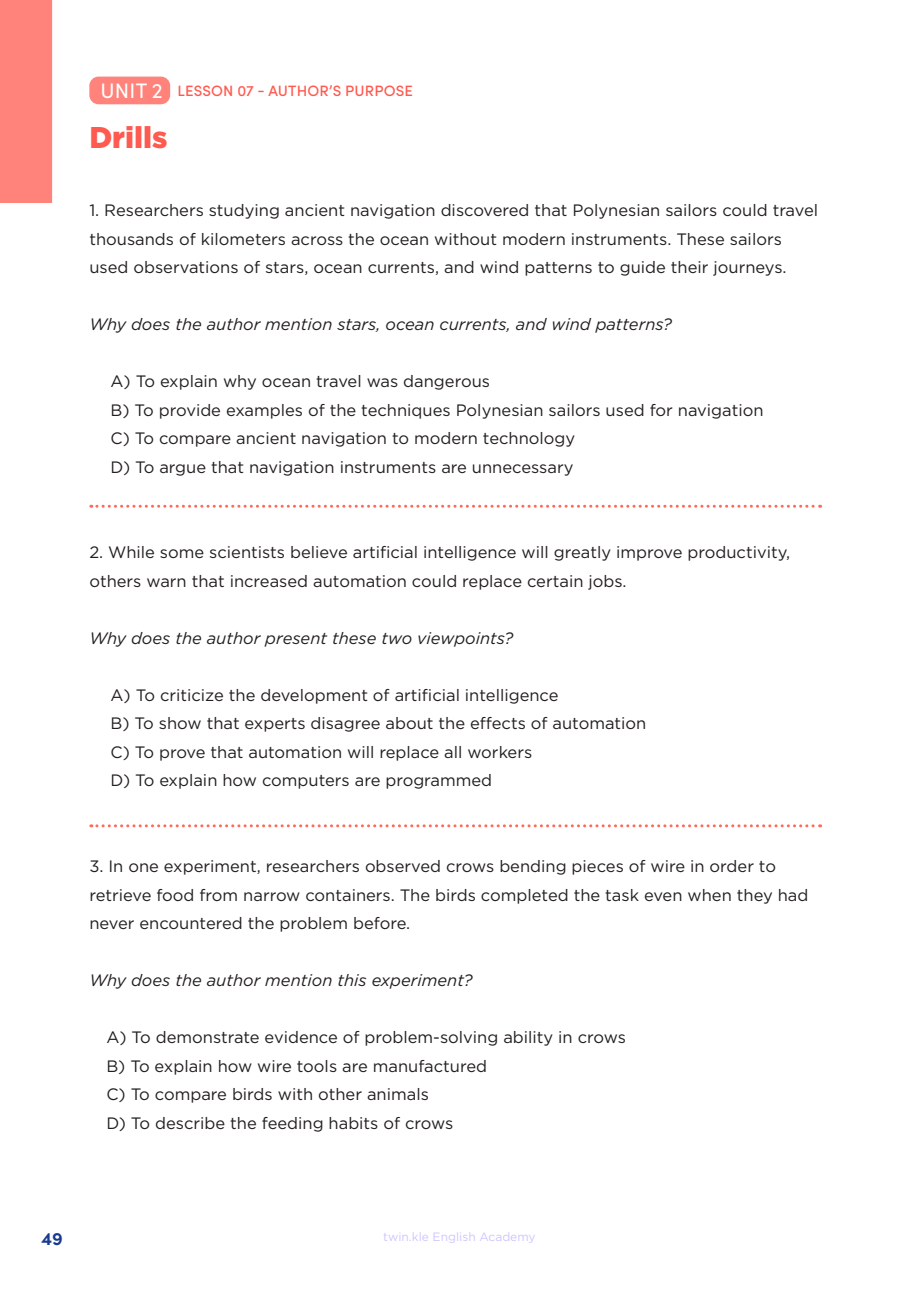 UNIT 2 LESSON 07 - AUTHOR'S PURPOSE
Drills
1. Researchers studying ancient navigation discovered that Polynesian sailors could travel
thousands of kilometers across the ocean without modern instruments. These sailors
used observations of stars, ocean currents, and wind patterns to guide their journeys.
Why does the author mention stars, ocean currents, and wind patterns?
A) To explain why ocean travel was dangerous
B) To provide examples of the techniques Polynesian sailors used for navigation
C) To compare ancient navigation to modern technology
D) To argue that navigation instruments are unnecessary
2. While some scientists believe artificial intelligence will greatly improve productivity,
others warn that increased automation could replace certain jobs.
Why does the author present these two viewpoints?
A) To criticize the development of artificial intelligence
B) To show that experts disagree about the effects of automation
C) To prove that automation will replace all workers
D) To explain how computers are programmed
3. In one experiment, researchers observed crows bending pieces of wire in order to
retrieve food from narrow containers. The birds completed the task even when they had
never encountered the problem before.
Why does the author mention this experiment?
A) To demonstrate evidence of problem-solving ability in crows
B) To explain how wire tools are manufactured
C) To compare birds with other animals
D) To describe the feeding habits of crows
49
twin.kle English Academy